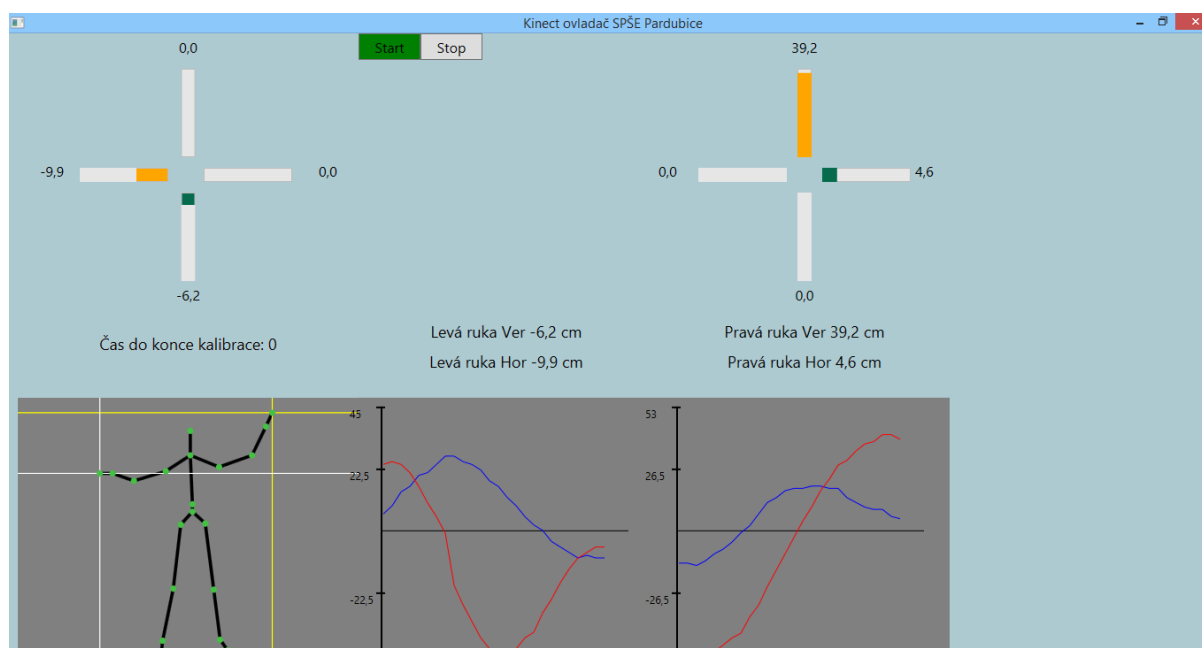 Kinect ovladač SPŠE Pardubice
0,0
Start
Stop
39,2
-9,9
0,0
0,0
4,6
-6,2
0,0
Čas do konce kalibrace: 0
Levá ruka Ver -6,2 cm
Levá ruka Hor -9,9 cm
Pravá ruka Ver 39,2 cm
Pravá ruka Hor 4,6 cm
45
22,5
-22,5
53
26,5
-26,5